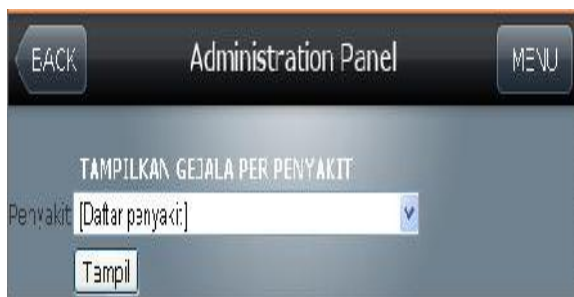 BACK Administration Panel MENU
TAMPILKAN GEJALA PER PENYAKIT
Penyakit [Daftar penyakit]
Tampil